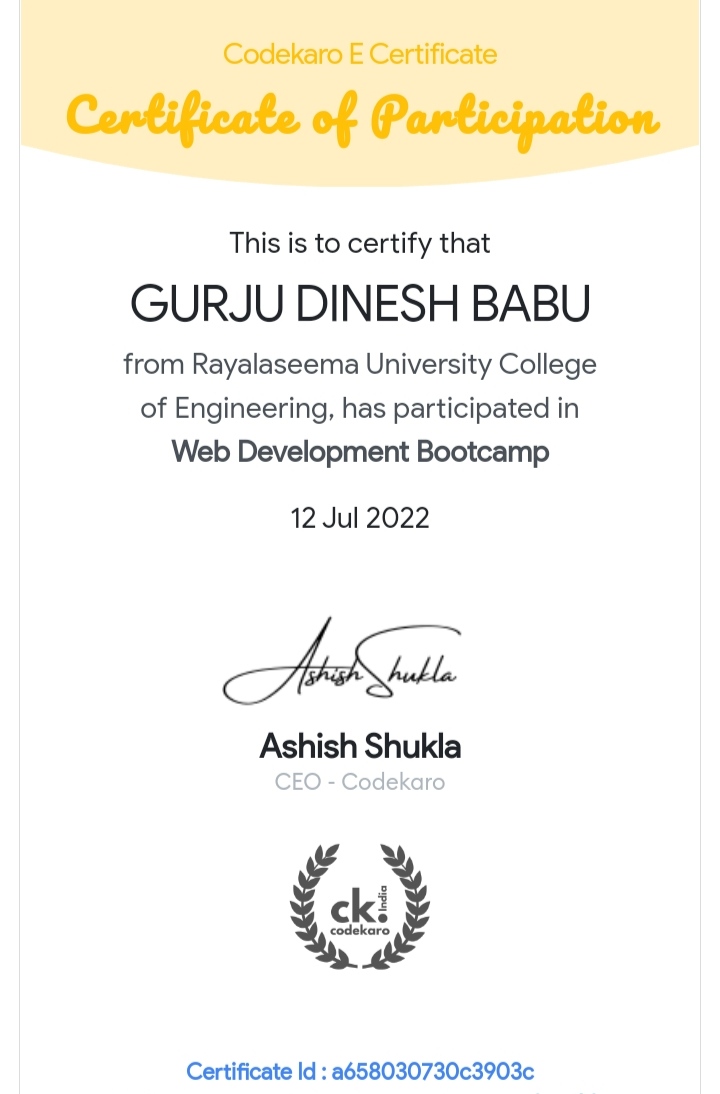 Codekaro E Certificate
Certificate of Participation
This is to certify that
GURJU DINESH BABU
from Rayalaseema University College
of Engineering, has participated in
Web Development Bootcamp
12 Jul 2022
Ashish Shukla
Ashish Shukla
CEO - Codekaro
ck. India
codekaro
Certificate Id : a658030730c3903c